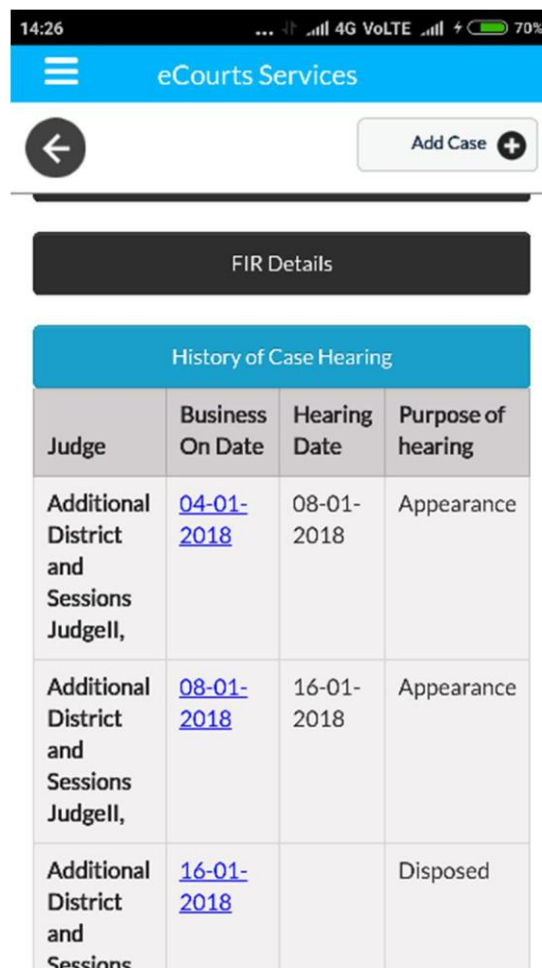 14:26 ... 4G VoLTE 70%
eCourts Services
Add Case
FIR Details
History of Case Hearing
Judge
Business
On Date
Hearing
Date
Purpose of
hearing
Additional
District
and
Sessions
JudgeII,
04-01-
2018
08-01-
2018
Appearance
Additional
District
and
Sessions
JudgeII,
08-01-
2018
16-01-
2018
Appearance
Additional
District
and
Sessions
16-01-
2018
Disposed